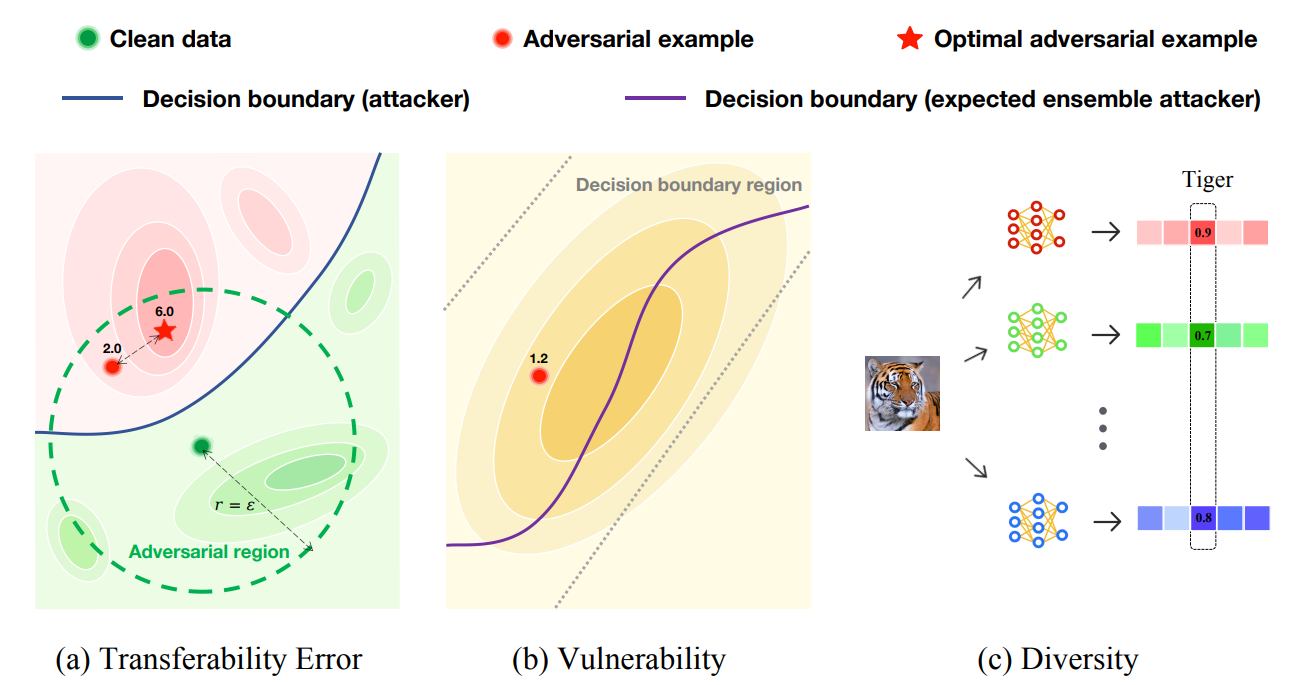 Clean data
Adversarial example
Optimal adversarial example
Decision boundary (attacker)
Decision boundary (expected ensemble attacker)
6.0
2.0
r = ε
Adversarial region
Decision boundary region
1.2
Tiger
0.9
0.7
0.8
(a) Transferability Error
(b) Vulnerability
(c) Diversity